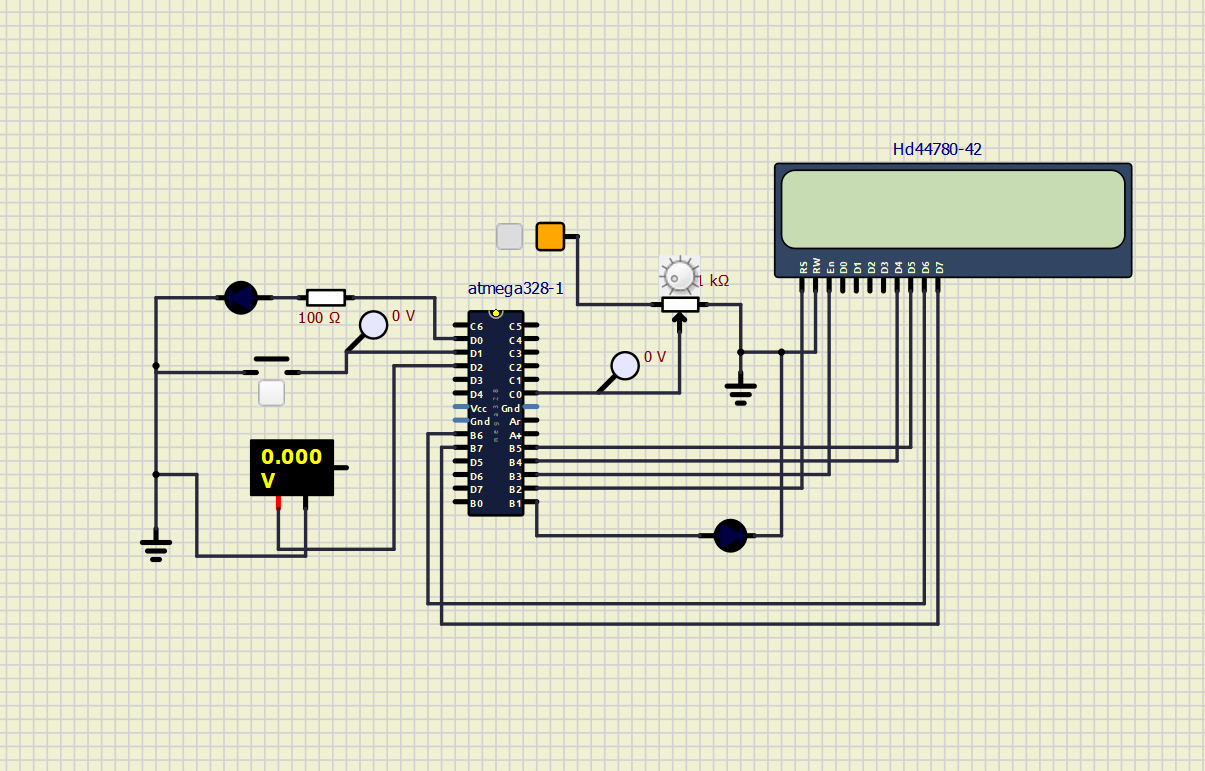 Hd44780-42
RS RW En D0 D1 D2 D3 D4 D5 D6 D7
1 kΩ
atmega328-1
100 Ω
0 V
0 V
C6 C5
D0 C4
D1 C3
D2 C2
D3 C1
D4 C0
Vcc Gnd
Gnd Ar
B6 A+
B7 B5
D5 B4
D6 B3
D7 B2
B0 B1
mega328
0.000
V